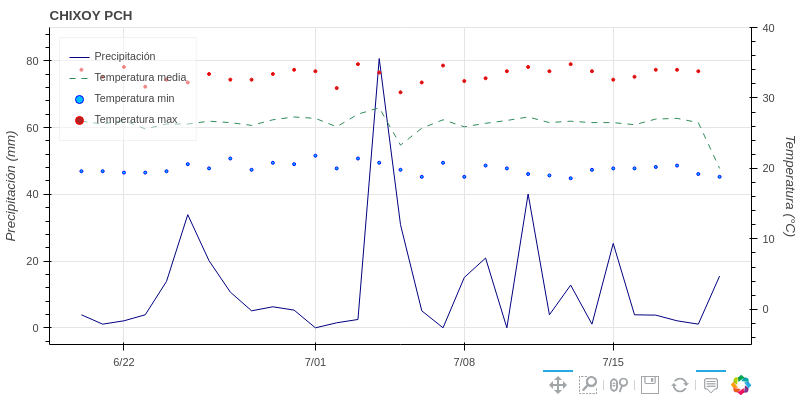 CHIXOY PCH
Precipitación
Temperatura media
Temperatura min
Temperatura max
Precipitación (mm)
80
60
40
20
0
Temperatura (°C)
40
30
20
10
0
6/22
7/01
7/08
7/15